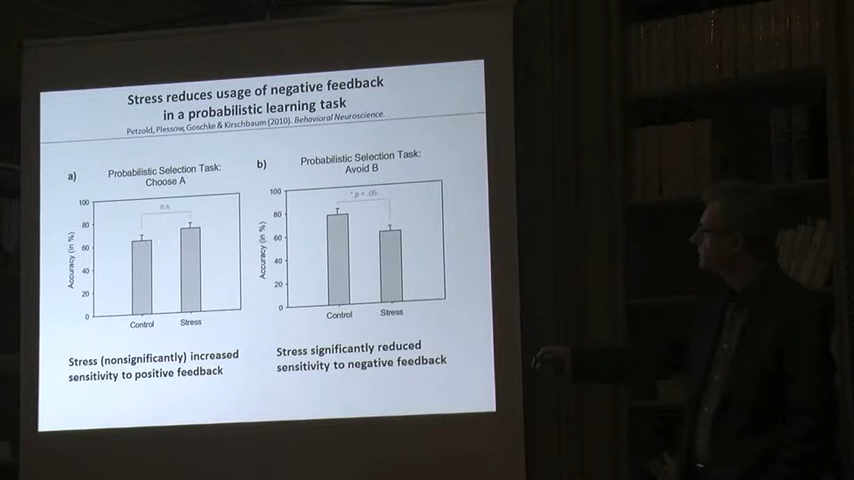 Stress reduces usage of negative feedback
in a probabilistic learning task
Petzold, Plessow, Goschke & Kirschbaum (2010). Behavioral Neuroscience.
a)
Probabilistic Selection Task:
Choose A
100
80
60
40
20
0
Accuracy (in %)
n.s.
Control
Stress
Stress (nonsignificantly) increased
sensitivity to positive feedback
b)
Probabilistic Selection Task:
Avoid B
100
80
60
40
20
0
Accuracy (in %)
* p < .05
Control
Stress
Stress significantly reduced
sensitivity to negative feedback